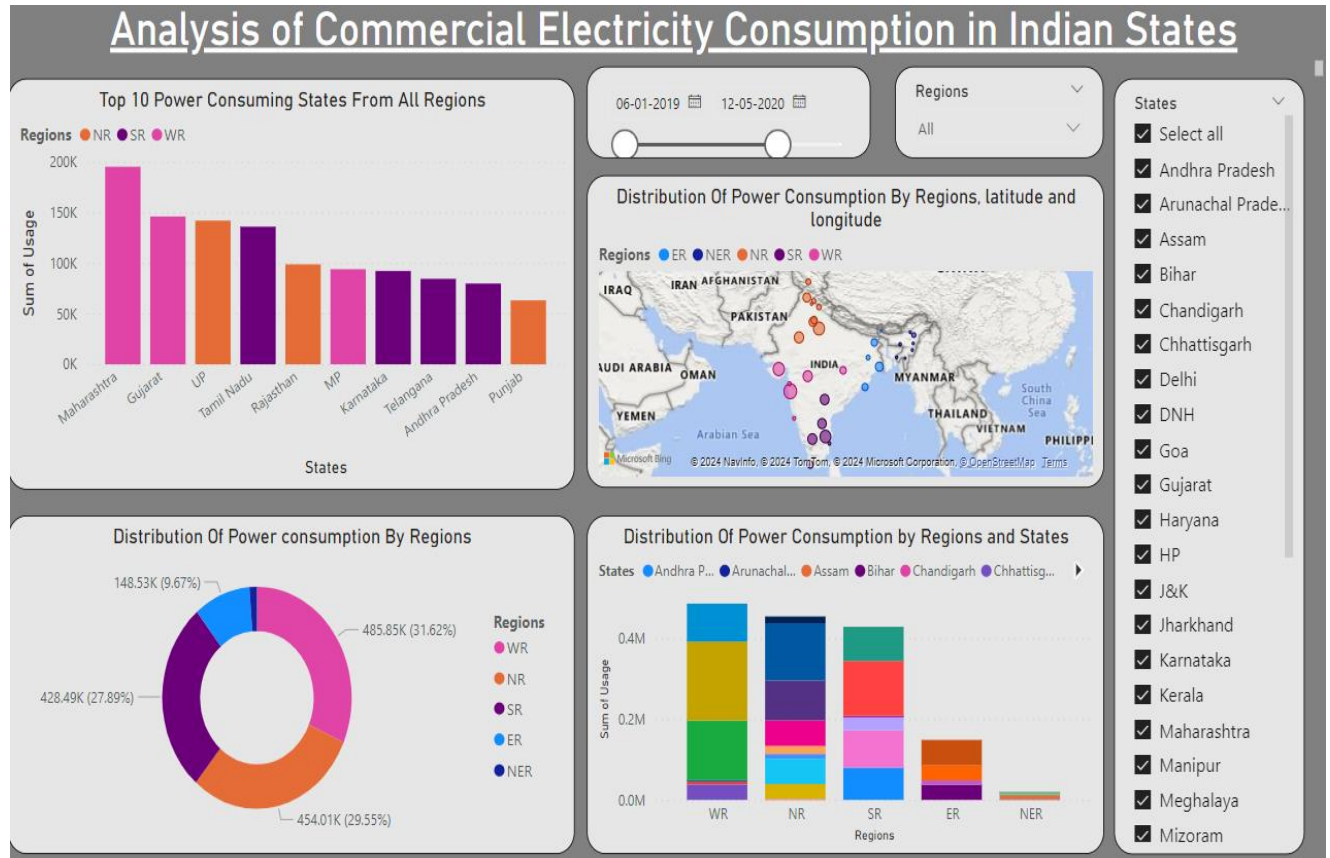 Analysis of Commercial Electricity Consumption in Indian States
Top 10 Power Consuming States From All Regions
Regions NR SR WR
200K
150K
100K
50K
0K
Sum of Usage
Maharashtra
Gujarat
UP
Tamil Nadu
Rajasthan
MP
Karnataka
Telangana
Andhra Pradesh
Punjab
States
06-01-2019 12-05-2020
Regions
All
Distribution Of Power Consumption By Regions, latitude and
longitude
Regions ER NER NR SR WR
IRAQ
IRAN
AFGHANISTAN
PAKISTAN
AUDI ARABIA
OMAN
INDIA
MYANMAR
YEMEN
Arabian Sea
THAILAND
VIETNAM
South
China
Sea
PHILIPPI
Microsoft Bing
© 2024 NavInfo, © 2024 TomTom, © 2024 Microsoft Corporation, © OpenStreetMap Terms
Distribution Of Power consumption By Regions
148.53K (9.67%)
485.85K (31.62%)
428.49K (27.89%)
454.01K (29.55%)
Regions
WR
NR
SR
ER
NER
Distribution Of Power Consumption by Regions and States
States Andhra P... Arunachal... Assam Bihar Chandigarh Chhattisg...
0.4M
0.2M
0.0M
Sum of Usage
WR
NR
SR
ER
NER
Regions
States
Select all
Andhra Pradesh
Arunachal Prade...
Assam
Bihar
Chandigarh
Chhattisgarh
Delhi
DNH
Goa
Gujarat
Haryana
HP
J&K
Jharkhand
Karnataka
Kerala
Maharashtra
Manipur
Meghalaya
Mizoram